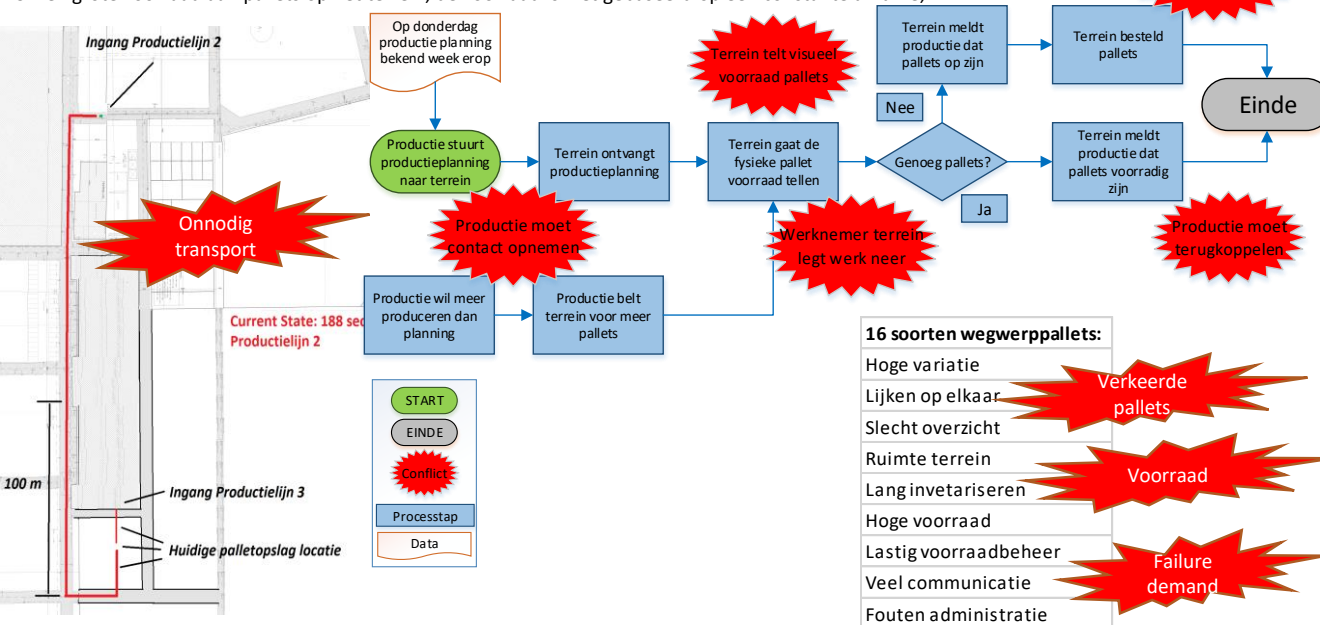 Ingang Productielijn 2
Onnodig
transport
Current State: 188 sec
Productielijn 2
100 m
Ingang Productielijn 3
Huidige palletopslag locatie
Op donderdag
productie planning
bekend week erop
Productie stuurt
productieplanning
naar terrein
Terrein ontvangt
productieplanning
Terrein telt visueel
voorraad pallets
Terrein gaat de
fysieke pallet
voorraad tellen
Genoeg pallets?
Nee
Ja
Terrein meldt
productie dat
pallets op zijn
Terrein besteld
pallets
Terrein meldt
productie dat
pallets voorradig
zijn
Einde
Productie moet
contact opnemen
Werknemer terrein
legt werk neer
Productie moet
terugkoppelen
Productie wil meer
produceren dan
planning
Productie belt
terrein voor meer
pallets
START
EINDE
Conflict
Processtap
Data
16 soorten wegwerppallets:
Hoge variatie
Lijken op elkaar
Slecht overzicht
Ruimte terrein
Lang invetariseren
Hoge voorraad
Lastig voorraadbeheer
Veel communicatie
Fouten administratie
Verkeerde
pallets
Voorraad
Failure
demand